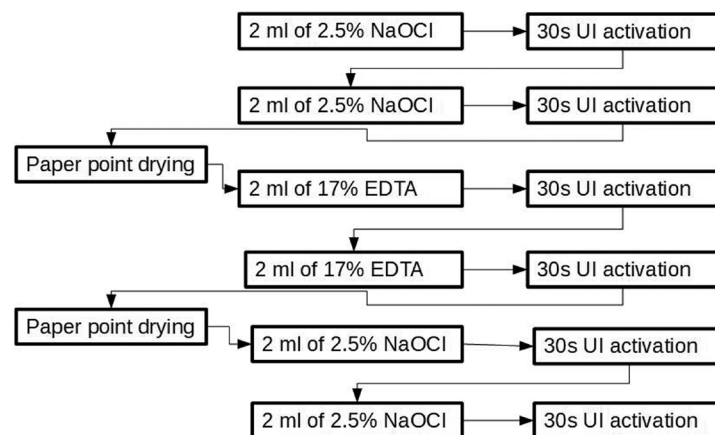 2 ml of 2.5% NaOCl
30s UI activation
2 ml of 2.5% NaOCl
30s UI activation
Paper point drying
2 ml of 17% EDTA
30s UI activation
2 ml of 17% EDTA
30s UI activation
Paper point drying
2 ml of 2.5% NaOCl
30s UI activation
2 ml of 2.5% NaOCl
30s UI activation